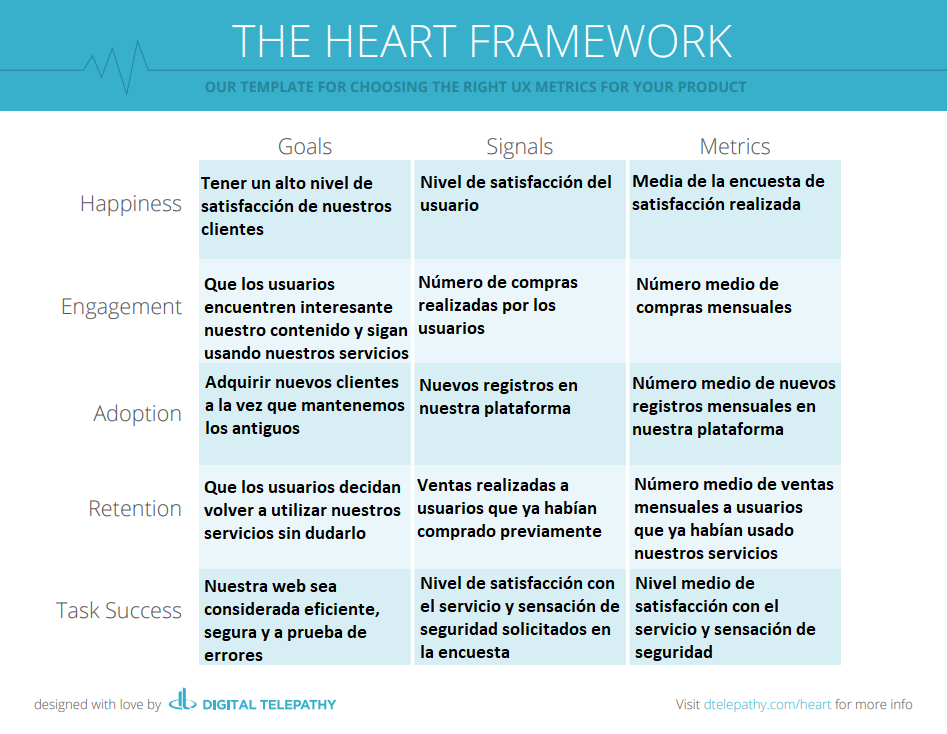 THE HEART FRAMEWORK
OUR TEMPLATE FOR CHOOSING THE RIGHT UX METRICS FOR YOUR PRODUCT
Goals
Signals
Metrics
Happiness
Tener un alto nivel de
satisfacción de nuestros
clientes
Nivel de satisfacción del
usuario
Media de la encuesta de
satisfacción realizada
Engagement
Que los usuarios
encuentren interesante
nuestro contenido y sigan
usando nuestros servicios
Número de compras
realizadas por los
usuarios
Número medio de
compras mensuales
Adoption
Adquirir nuevos clientes
a la vez que mantenemos
los antiguos
Nuevos registros en
nuestra plataforma
Número medio de nuevos
registros mensuales en
nuestra plataforma
Retention
Que los usuarios decidan
volver a utilizar nuestros
servicios sin dudarlo
Ventas realizadas a
usuarios que ya habían
comprado previamente
Número medio de ventas
mensuales a usuarios
que ya habían usado
nuestros servicios
Task Success
Nuestra web sea
considerada eficiente,
segura y a prueba de
errores
Nivel de satisfacción con
el servicio y sensación de
seguridad solicitados en
la encuesta
Nivel medio de
satisfacción con el
servicio y sensación de
seguridad
designed with love by DIGITAL TELEPATHY
Visit dtelepathy.com/heart for more info